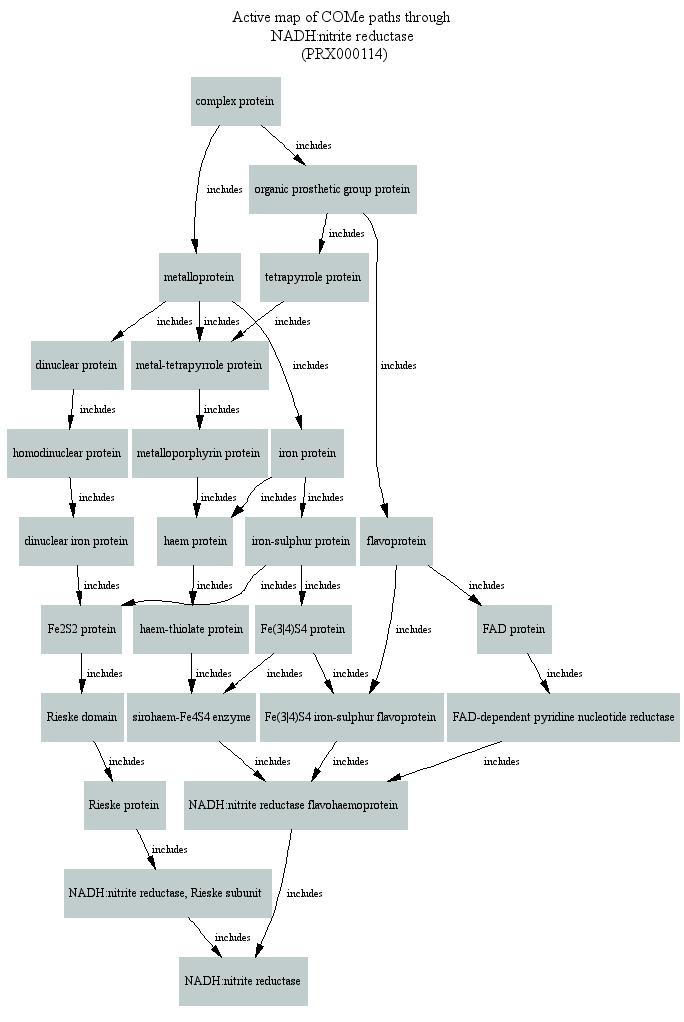 Active map of COMe paths through
NADH:nitrite reductase
(PRX000114)
complex protein
includes
organic prosthetic group protein
includes
includes
metalloprotein
tetrapyrrole protein
includes
includes
includes
dinuclear protein
metal-tetrapyrrole protein
includes
includes
includes
includes
homodinuclear protein
metalloporphyrin protein
iron protein
includes
includes
includes
includes
dinuclear iron protein
haem protein
iron-sulphur protein
flavoprotein
includes
includes
includes
includes
includes
Fe2S2 protein
haem-thiolate protein
Fe(3|4)S4 protein
includes
FAD protein
includes
includes
includes
includes
includes
Rieske domain
sirohaem-Fe4S4 enzyme
Fe(3|4)S4 iron-sulphur flavoprotein
FAD-dependent pyridine nucleotide reductase
includes
includes
includes
includes
Rieske protein
NADH:nitrite reductase flavohaemoprotein
includes
NADH:nitrite reductase, Rieske subunit
includes
includes
NADH:nitrite reductase